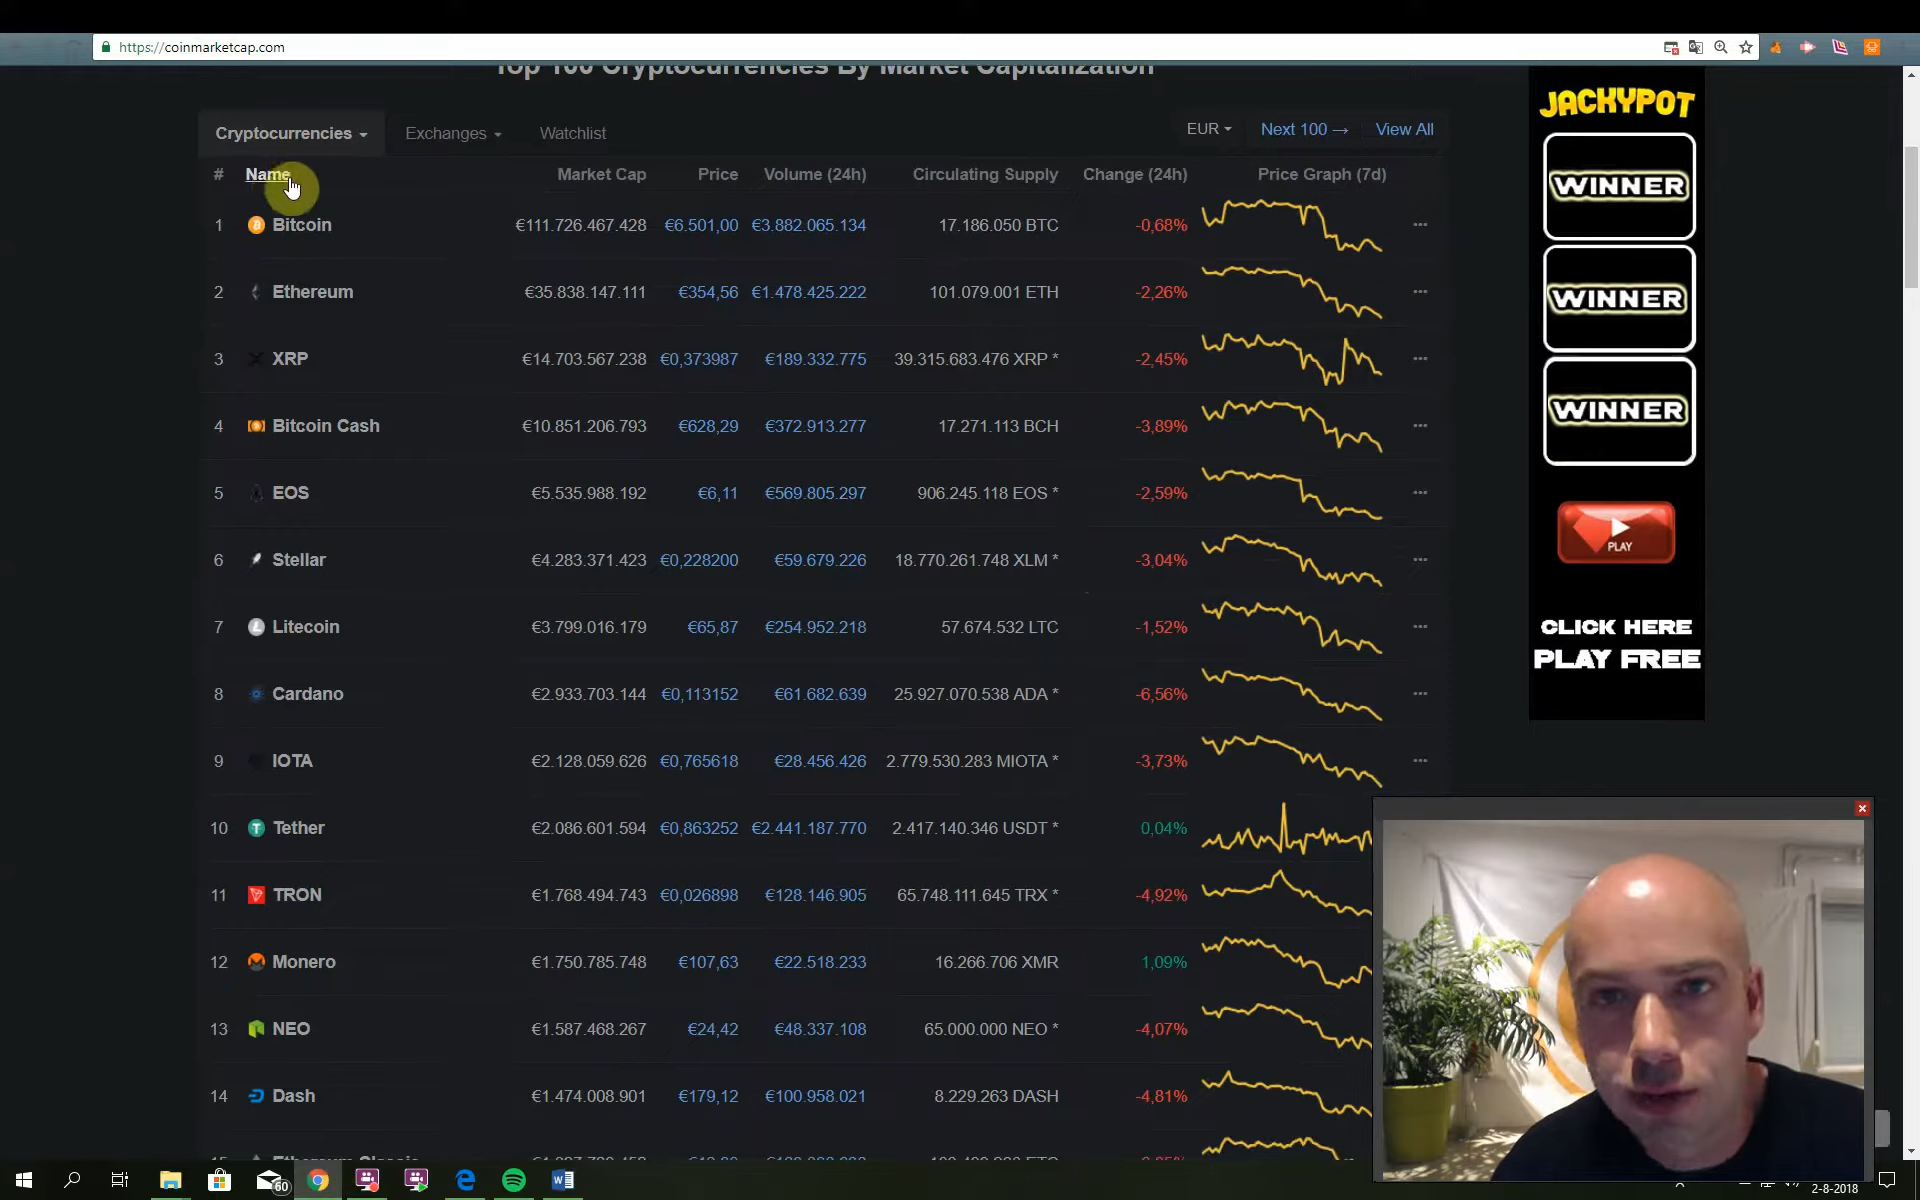 https://coinmarketcap.com
Top 100 Cryptocurrencies By Market Capitalization
Cryptocurrencies Exchanges Watchlist EUR Next 100 → View All
# Name Market Cap Price Volume (24h) Circulating Supply Change (24h) Price Graph (7d)
1 Bitcoin €111.726.467.428 €6.501,00 €3.882.065.134 17.186.050 BTC -0,68%
2 Ethereum €35.838.147.111 €354,56 €1.478.425.222 101.079.001 ETH -2,26%
3 XRP €14.703.567.238 €0,373987 €189.332.775 39.315.683.476 XRP * -2,45%
4 Bitcoin Cash €10.851.206.793 €628,29 €372.913.277 17.271.113 BCH -3,89%
5 EOS €5.535.988.192 €6,11 €569.805.297 906.245.118 EOS * -2,59%
6 Stellar €4.283.371.423 €0,228200 €59.679.226 18.770.261.748 XLM * -3,04%
7 Litecoin €3.799.016.179 €65,87 €254.952.218 57.674.532 LTC -1,52%
8 Cardano €2.933.703.144 €0,113152 €61.682.639 25.927.070.538 ADA * -6,56%
9 IOTA €2.128.059.626 €0,765618 €28.456.426 2.779.530.283 MIOTA * -3,73%
10 Tether €2.086.601.594 €0,863252 €2.441.187.770 2.417.140.346 USDT * 0,04%
11 TRON €1.768.494.743 €0,026898 €128.146.905 65.748.111.645 TRX * -4,92%
12 Monero €1.750.785.748 €107,63 €22.518.233 16.266.706 XMR 1,09%
13 NEO €1.587.468.267 €24,42 €48.337.108 65.000.000 NEO * -4,07%
14 Dash €1.474.008.901 €179,12 €100.958.021 8.229.263 DASH -4,81%
JACKYPOT
WINNER
WINNER
WINNER
PLAY
CLICK HERE
PLAY FREE
60
2-8-2018